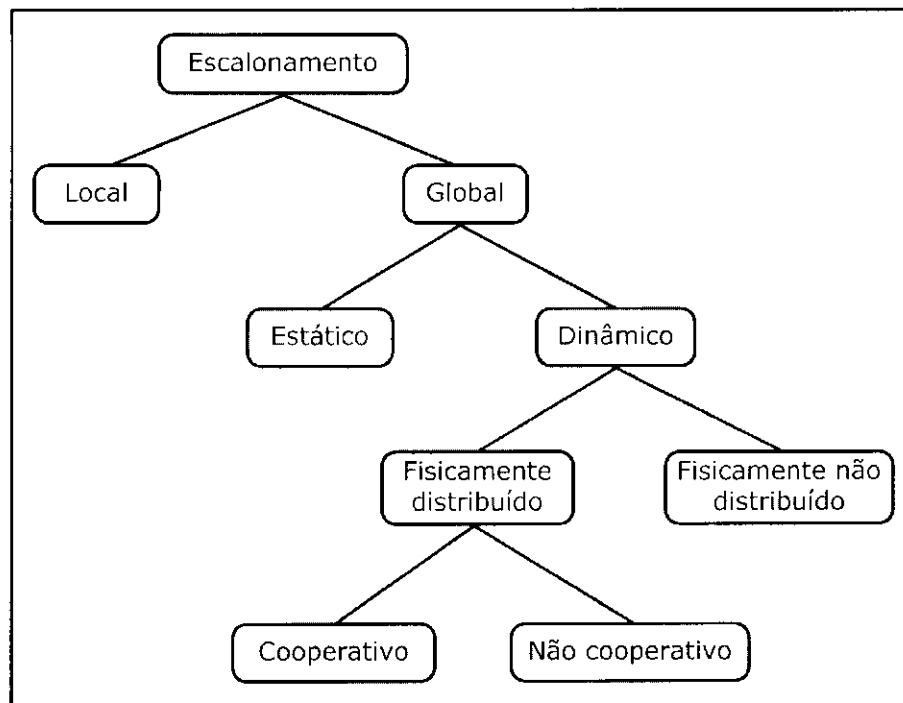 Escalonamento
Local
Global
Estático
Dinâmico
Fisicamente
distribuído
Fisicamente não
distribuído
Cooperativo
Não cooperativo